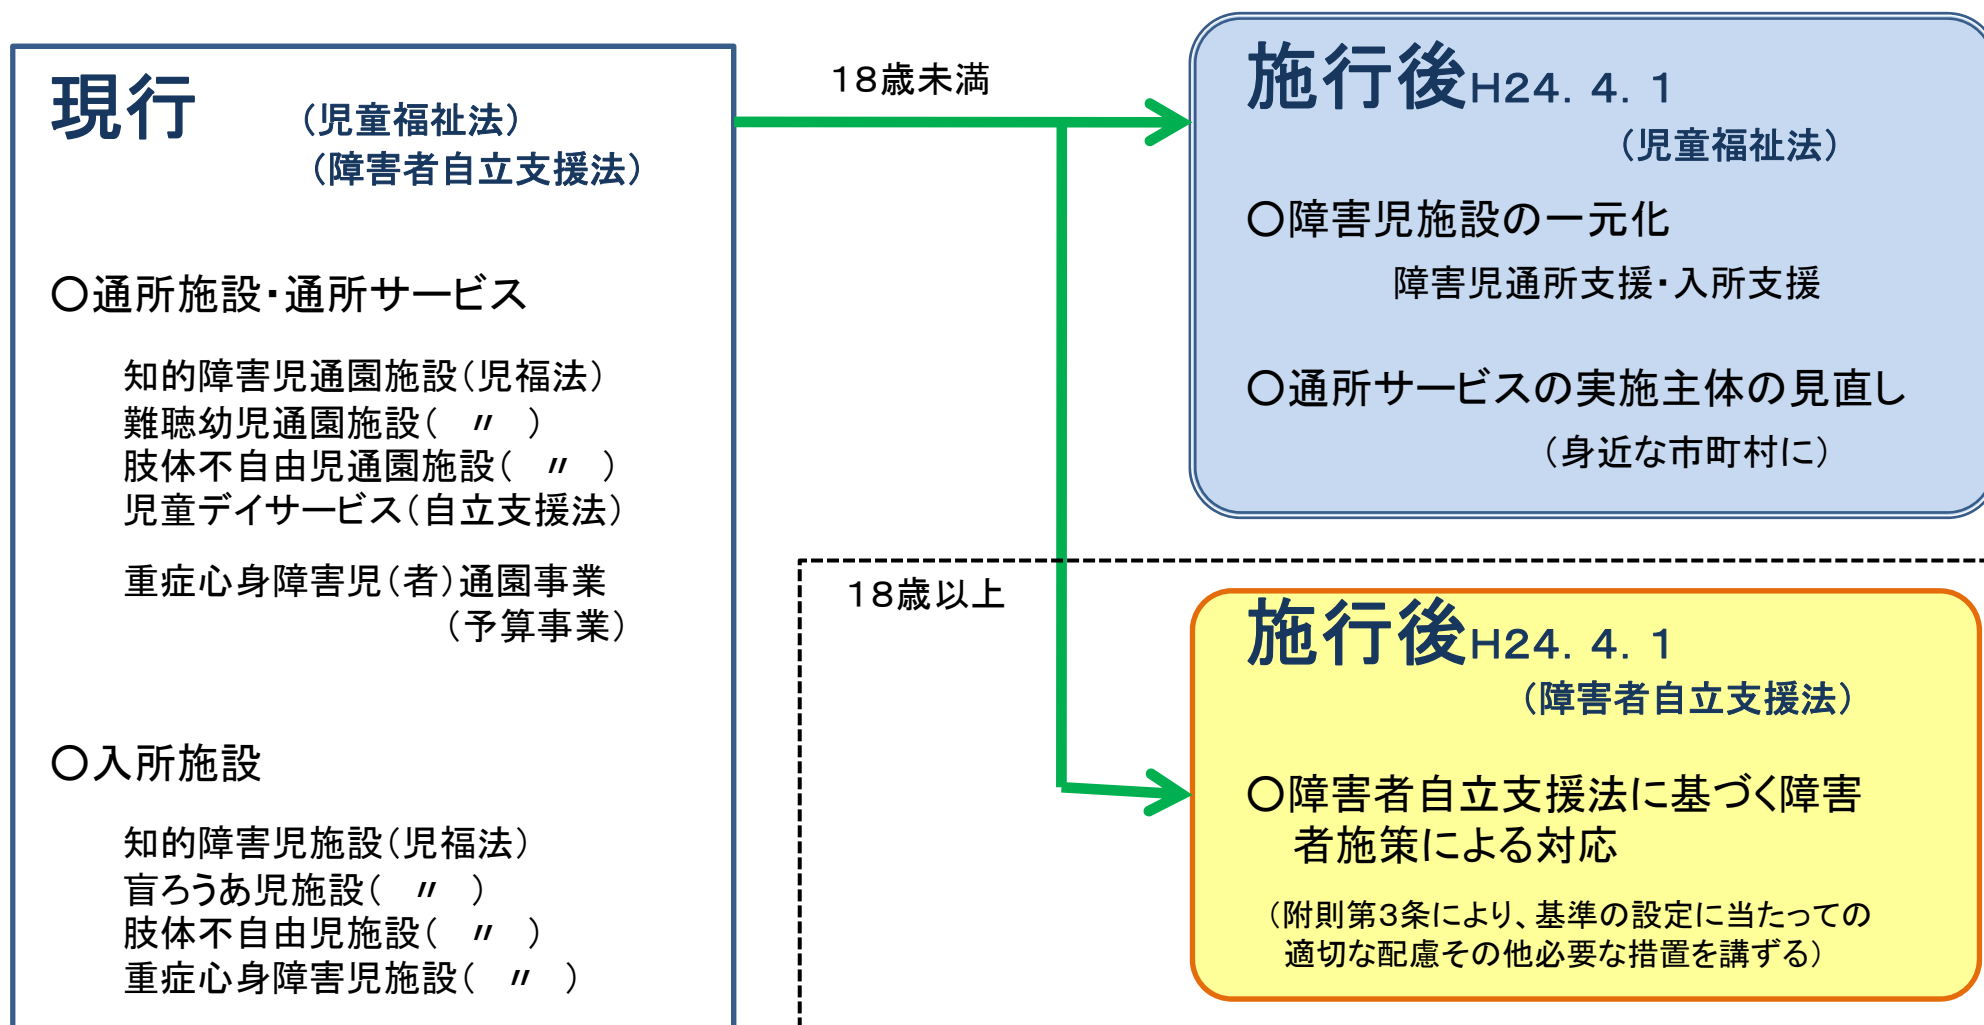 現行
（児童福祉法）
（障害者自立支援法）
○通所施設・通所サービス
知的障害児通園施設（児福法）
難聴幼児通園施設（　〃　）
肢体不自由児通園施設（　〃　）
児童デイサービス（自立支援法）
重症心身障害児（者）通園事業
（予算事業）
○入所施設
知的障害児施設（児福法）
盲ろうあ児施設（　〃　）
肢体不自由児施設（　〃　）
重症心身障害児施設（　〃　）
１８歳未満
施行後H24．4．1
（児童福祉法）
○障害児施設の一元化
障害児通所支援・入所支援
○通所サービスの実施主体の見直し
（身近な市町村に）
１８歳以上
施行後H24．4．1
（障害者自立支援法）
○障害者自立支援法に基づく障害
者施策による対応
（附則第３条により、基準の設定に当たっての
適切な配慮その他必要な措置を講ずる）